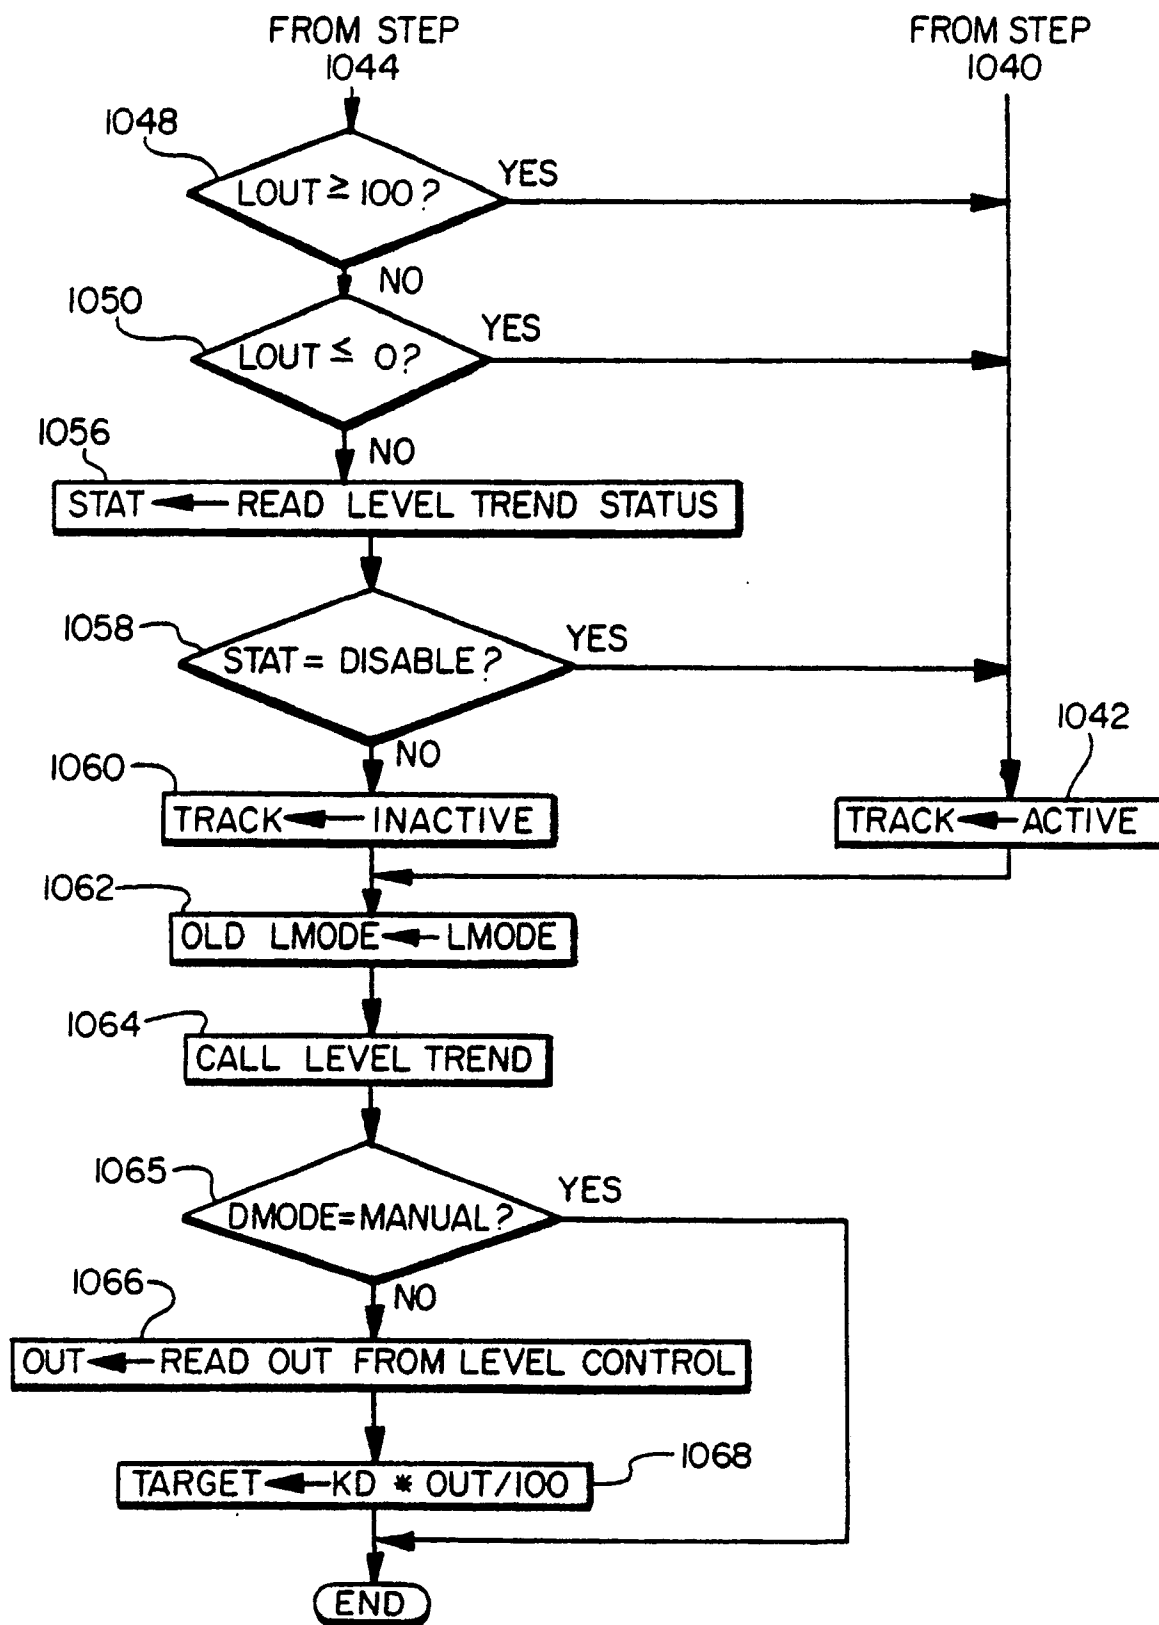 FROM STEP
1044
FROM STEP
1040
1048
LOUT ≥ 100?
YES
NO
1050
LOUT ≤ 0?
YES
NO
1056
STAT ← READ LEVEL TREND STATUS
1058
STAT = DISABLE?
YES
NO
1060
TRACK ← INACTIVE
1042
TRACK ← ACTIVE
1062
OLD LMODE ← LMODE
1064
CALL LEVEL TREND
1065
DMODE=MANUAL?
YES
NO
1066
OUT ← READ OUT FROM LEVEL CONTROL
1068
TARGET ← KD * OUT/100
END